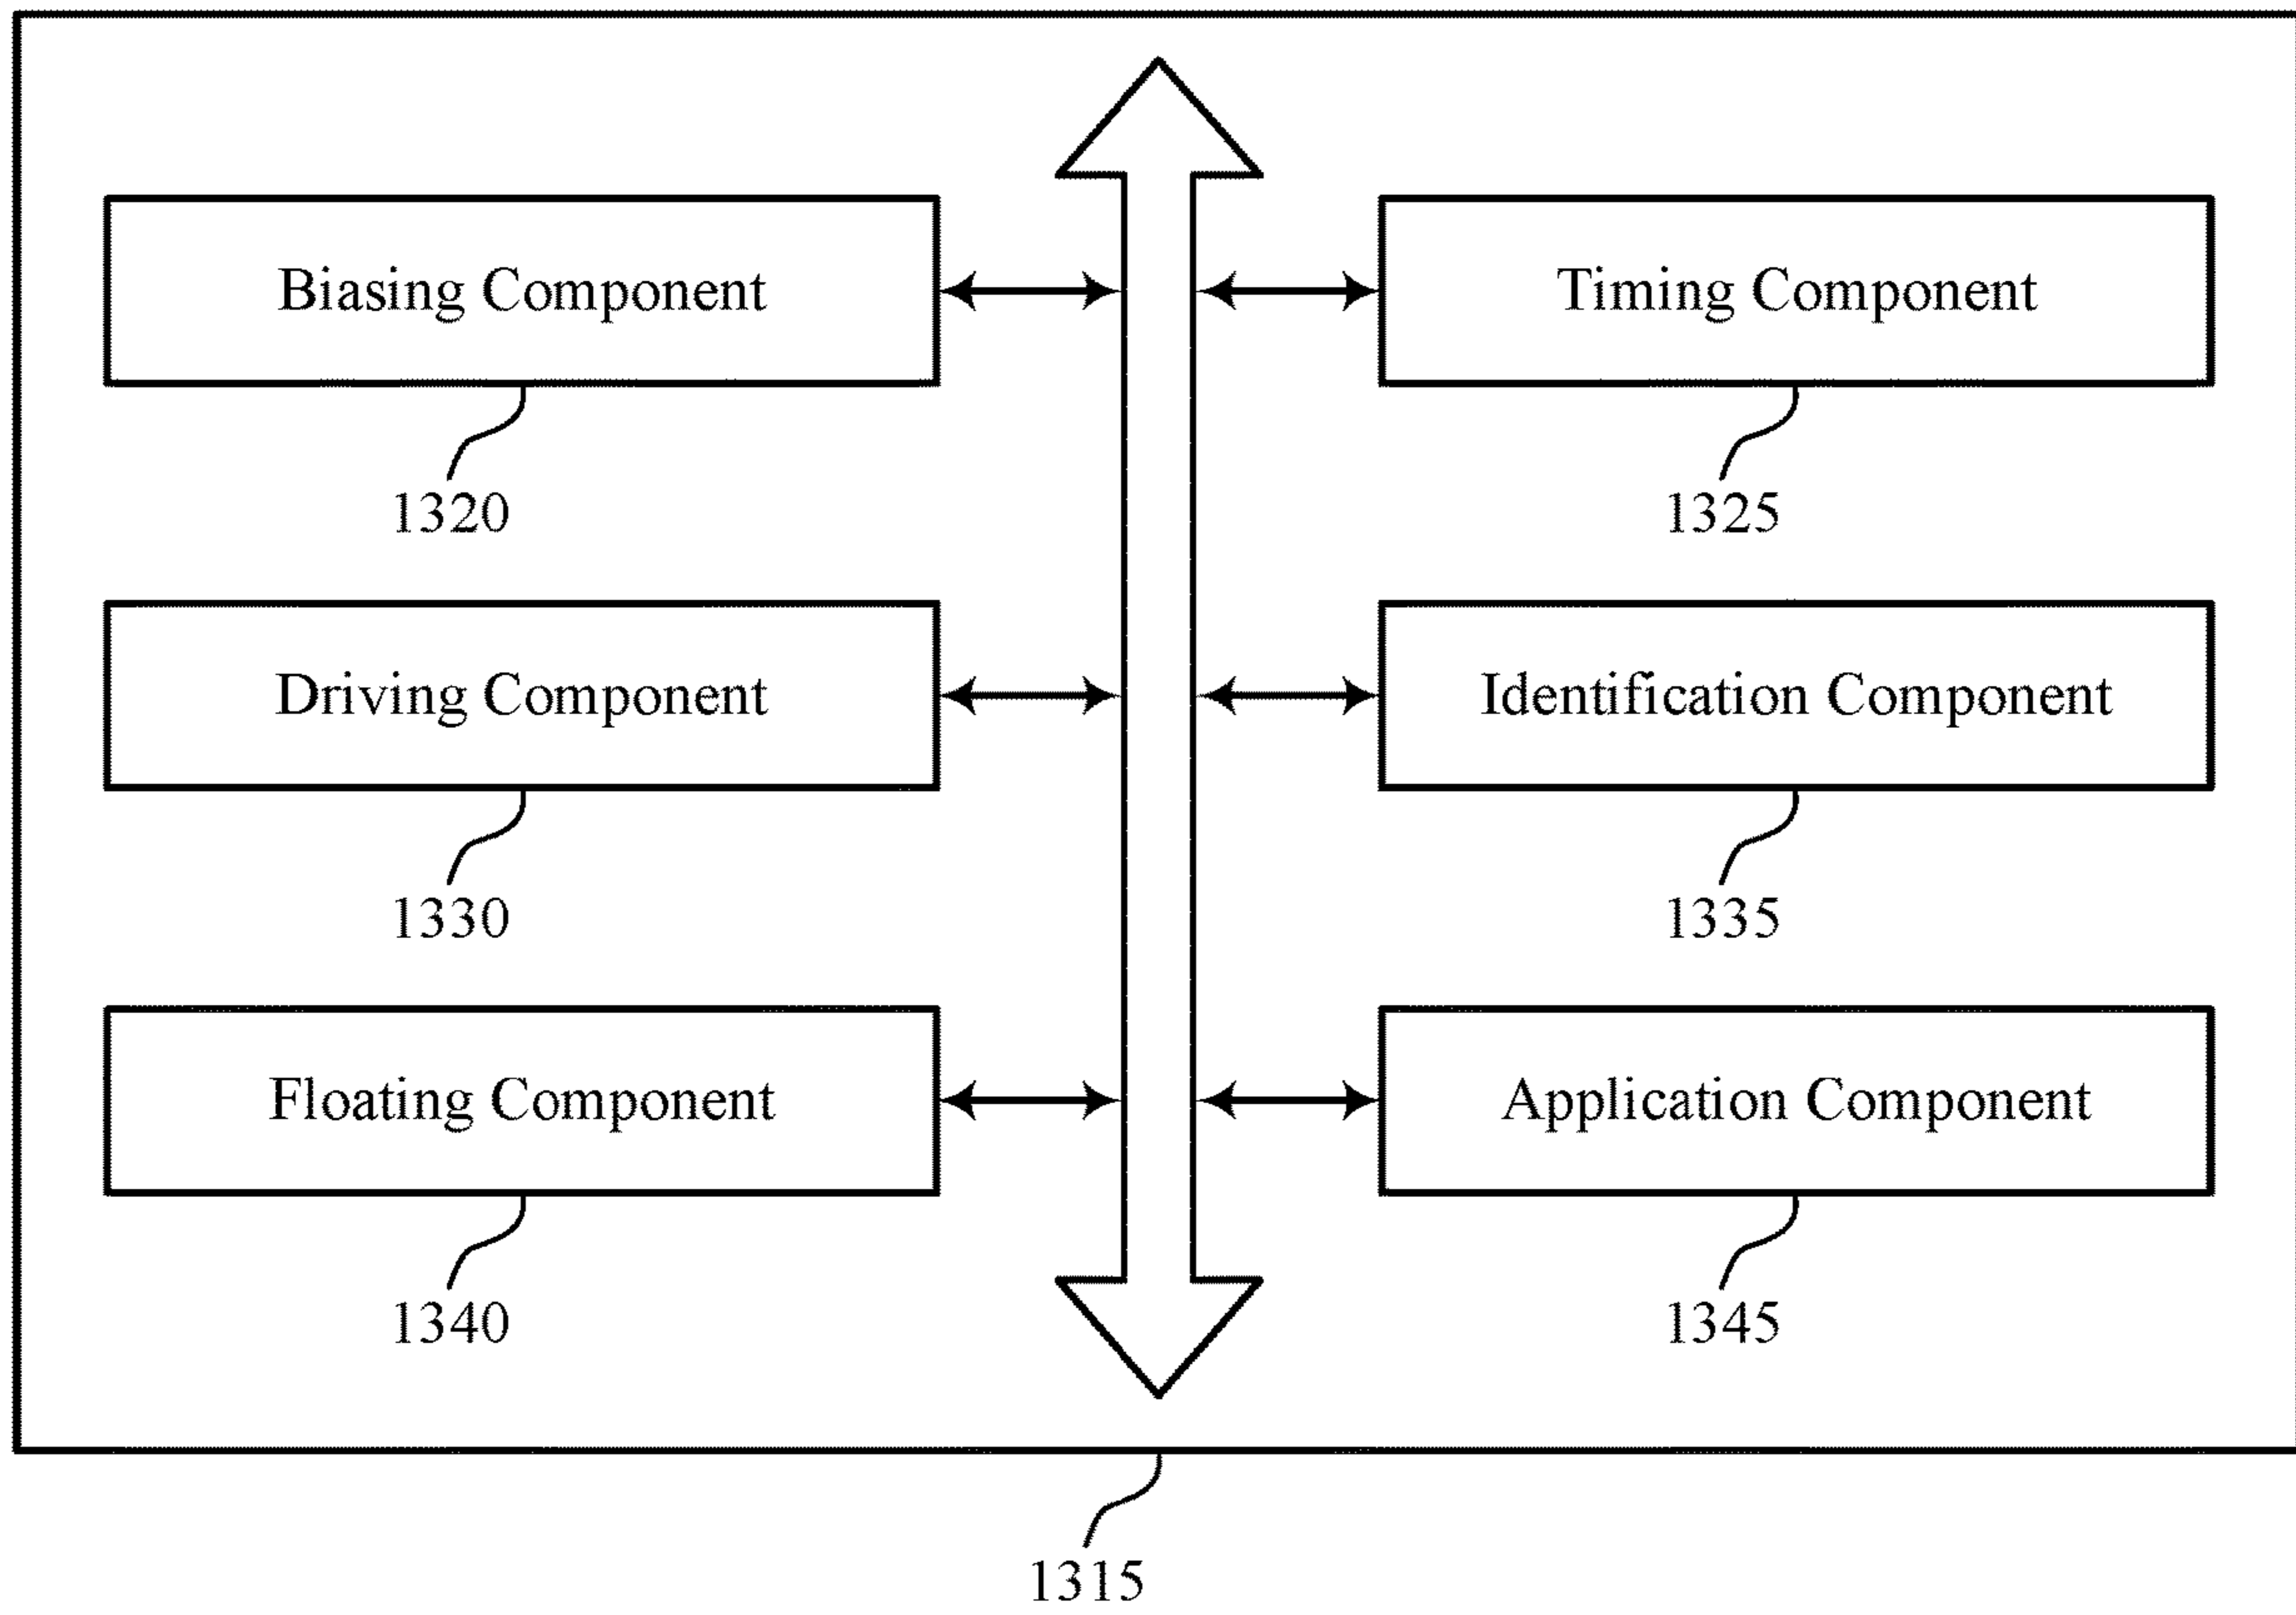 Biasing Component
Timing Component
1320
1325
Driving Component
Identification Component
1330
1335
Floating Component
Application Component
1340
1345
1315